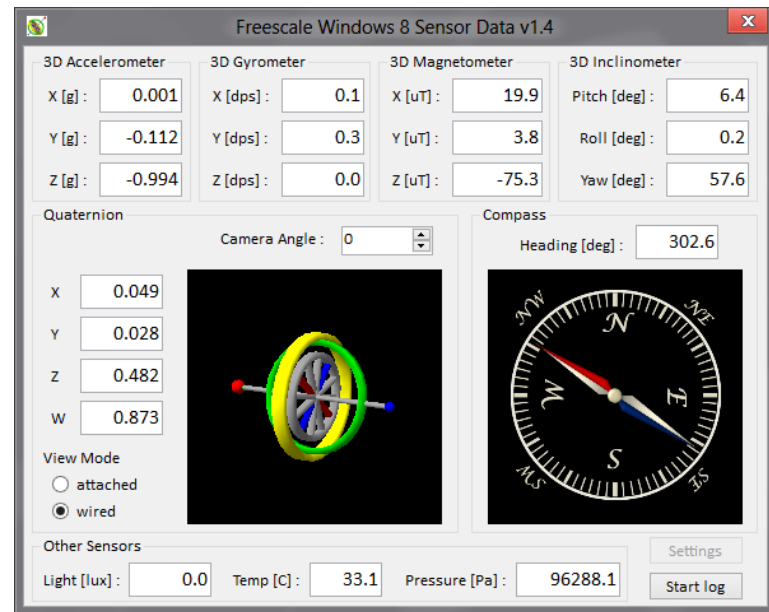 Freescale Windows 8 Sensor Data v1.4
x
3D Accelerometer 3D Gyrometer 3D Magnetometer 3D Inclinometer
X [g] : 0.001 X [dps] : 0.1 X [uT] : 19.9 Pitch [deg] : 6.4
Y [g] : -0.112 Y [dps] : 0.3 Y [uT] : 3.8 Roll [deg] : 0.2
Z [g] : -0.994 Z [dps] : 0.0 Z [uT] : -75.3 Yaw [deg] : 57.6
Quaternion Compass
Camera Angle : 0 Heading [deg] : 302.6
X 0.049
Y 0.028
Z 0.482
W 0.873
NW N NE
W E
SW S SE
View Mode
attached
wired
Other Sensors Settings
Light [lux] : 0.0 Temp [C] : 33.1 Pressure [Pa] : 96288.1 Start log